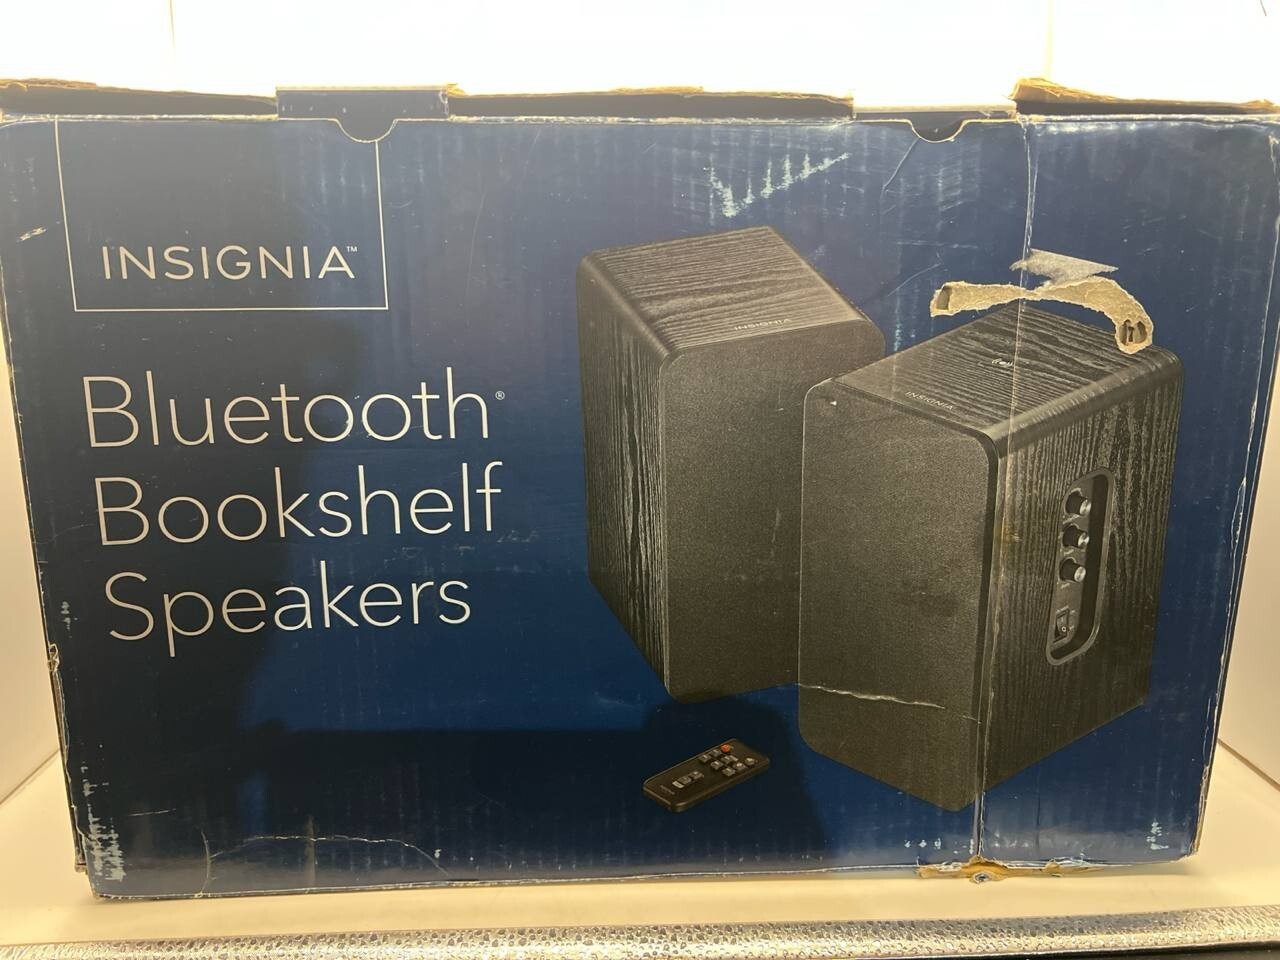 INSIGNIA™
Bluetooth®
Bookshelf
Speakers
INSIGNIA
INSIGNIA